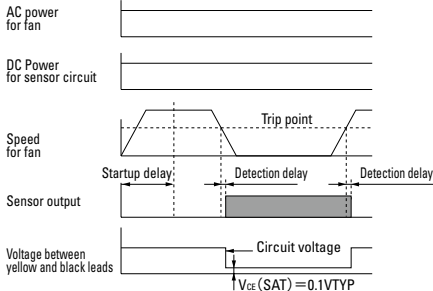 AC power
for fan
DC Power
for sensor circuit
Trip point
Speed
for fan
Startup delay
Detection delay
Detection delay
Sensor output
Circuit voltage
Voltage between
yellow and black leads
VCE(SAT)=0.1VTYP